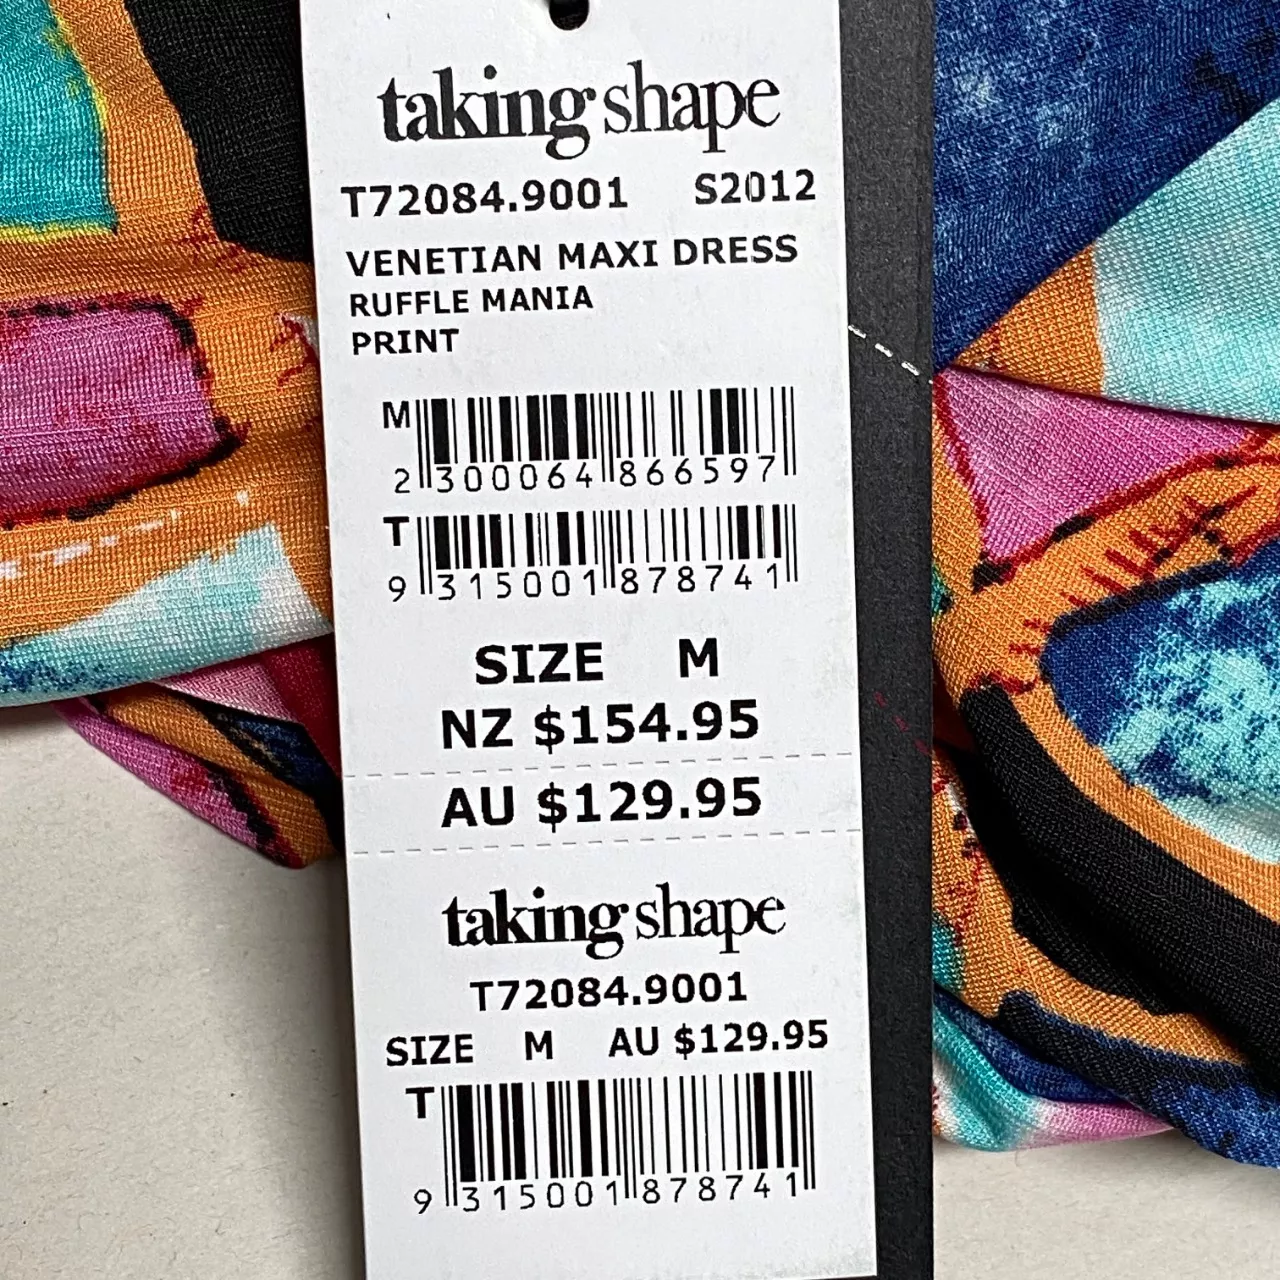 taking shape
T72084.9001 S2012
VENETIAN MAXI DRESS
RUFFLE MANIA
PRINT
M
2 300064 866597
T
9 315001 878741
SIZE M
NZ $154.95
AU $129.95
taking shape
T72084.9001
SIZE M AU $129.95
T
9 315001 878741